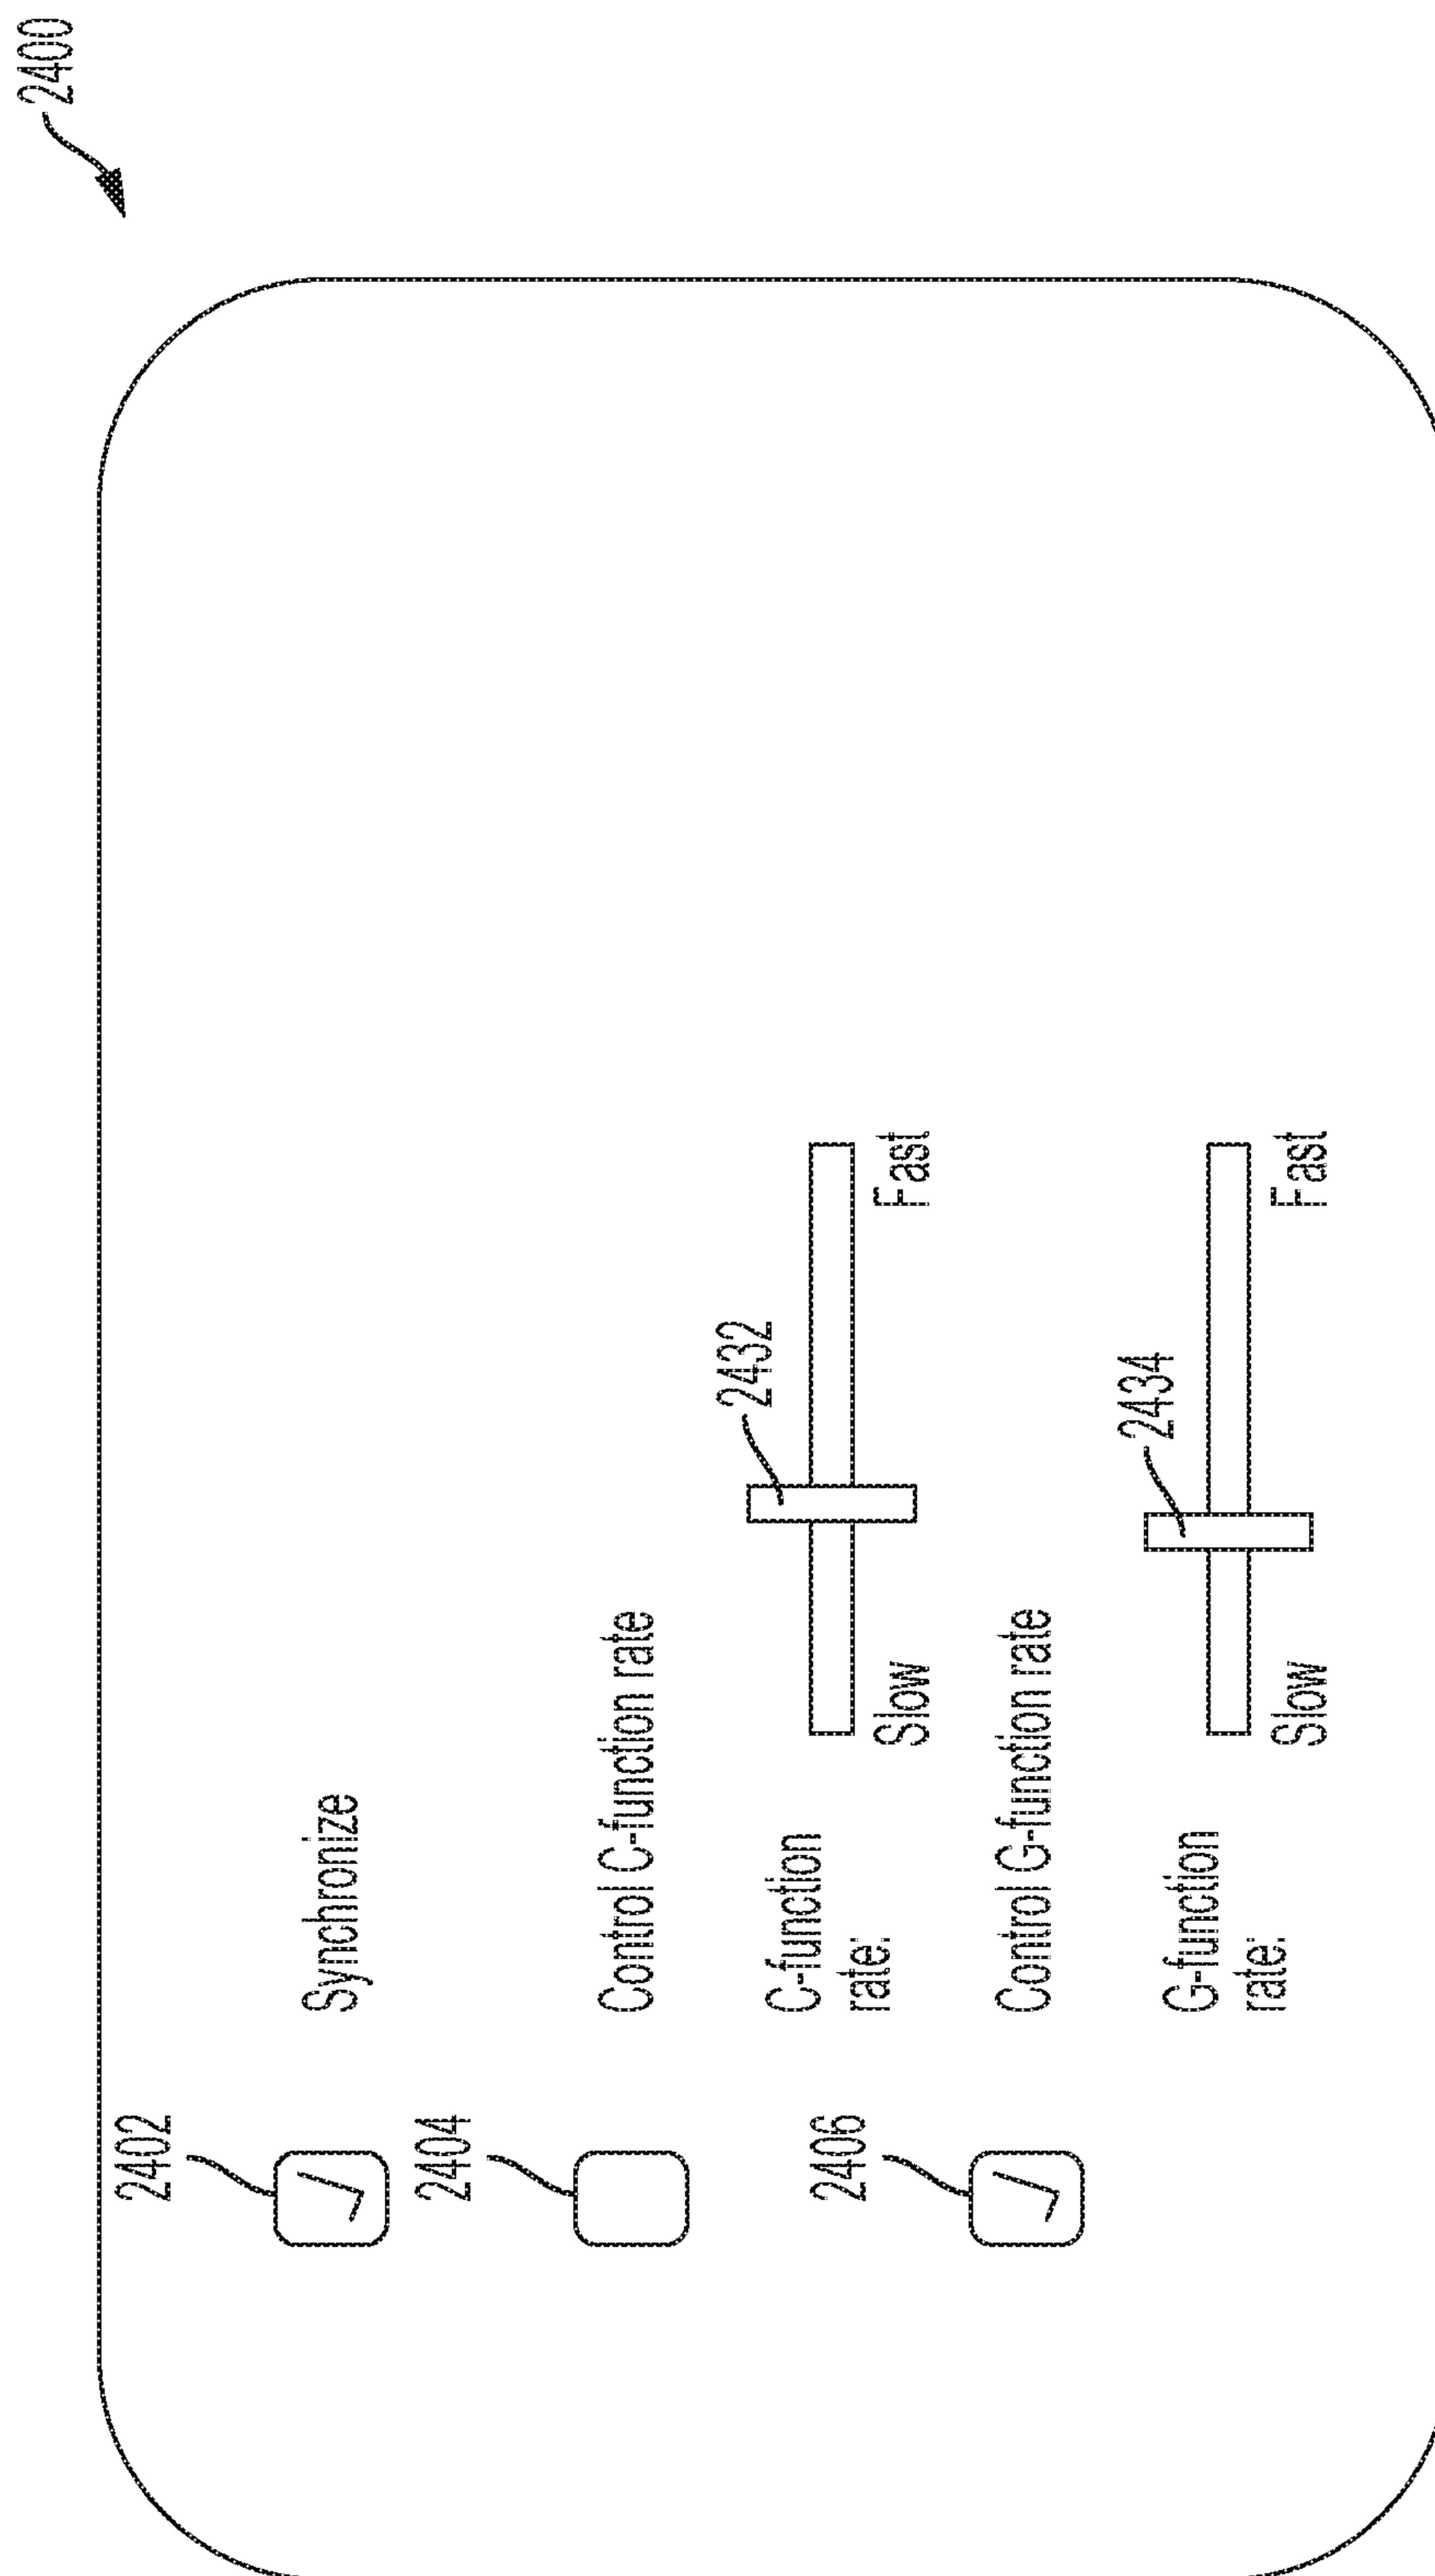 2400
2402
Synchronize
2404
Control C-function rate
2432
C-function
rate:
Slow
Fast
2406
Control G-function rate
2434
G-function
rate:
Slow
Fast